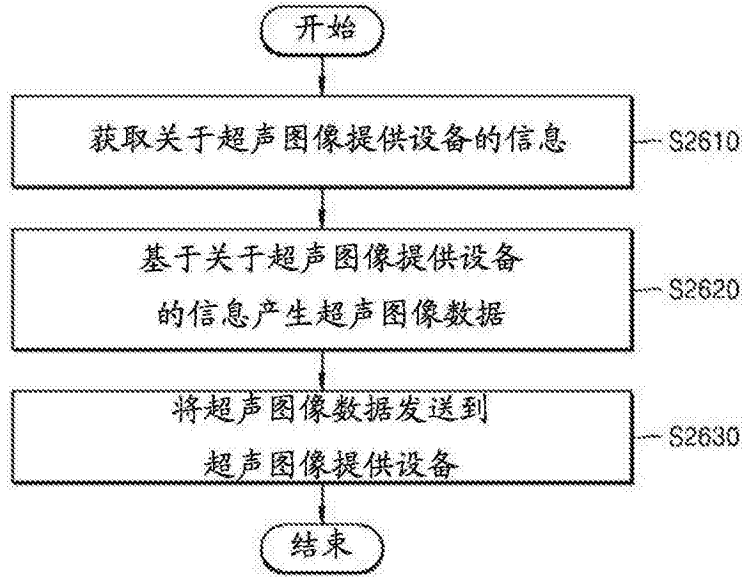 开始
获取关于超声图像提供设备的信息
S2610
基于关于超声图像提供设备
的信息产生超声图像数据
S2620
将超声图像数据发送到
超声图像提供设备
S2630
结束